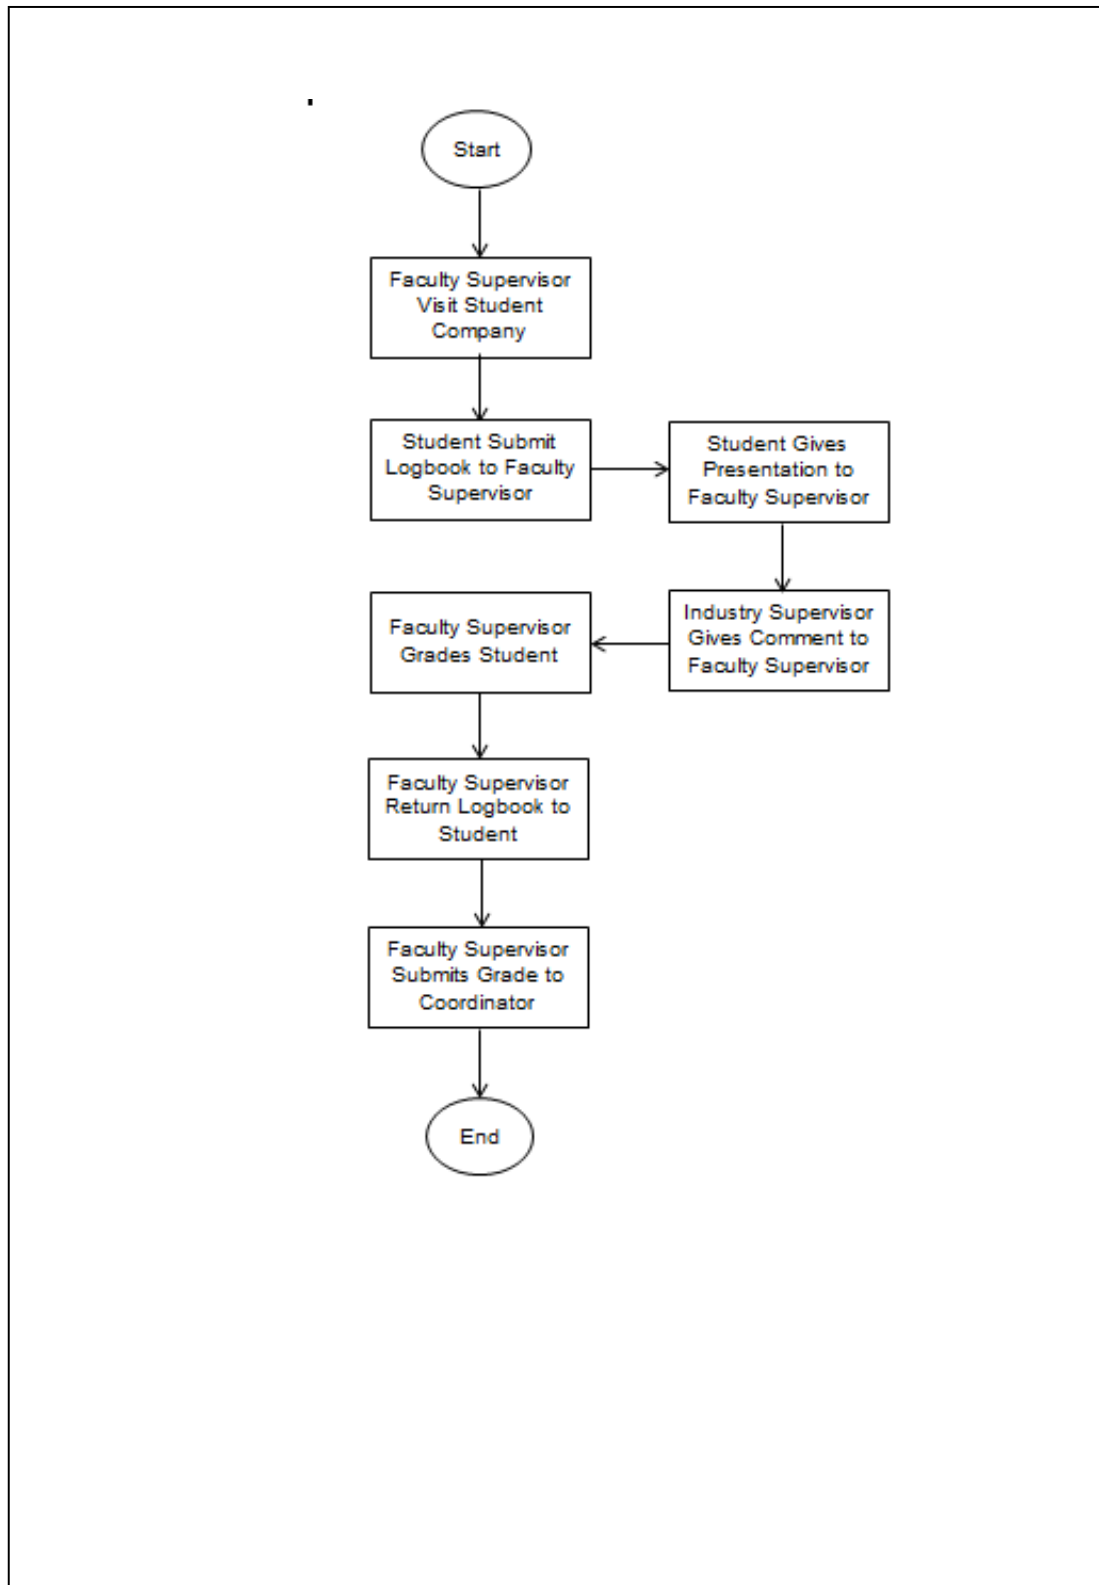 Start
Faculty Supervisor
Visit Student
Company
Student Submit
Logbook to Faculty
Supervisor
Student Gives
Presentation to
Faculty Supervisor
Industry Supervisor
Gives Comment to
Faculty Supervisor
Faculty Supervisor
Grades Student
Faculty Supervisor
Return Logbook to
Student
Faculty Supervisor
Submits Grade to
Coordinator
End